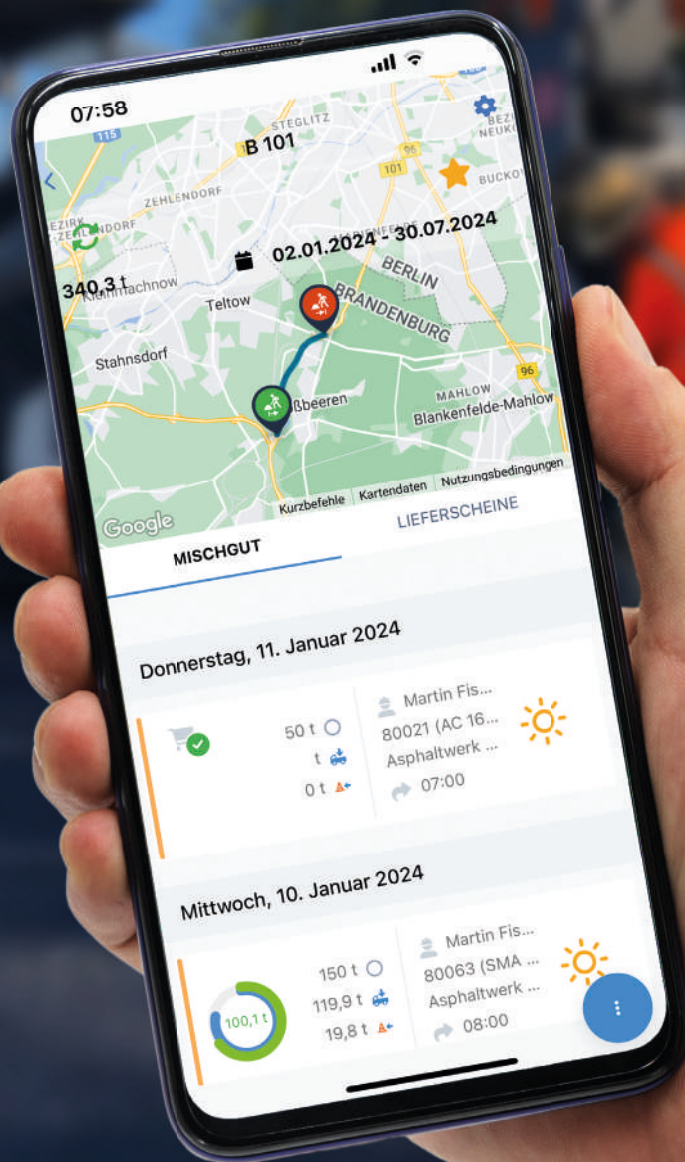 07:58
115
STEGLITZ
B 101
96
101
BEZI
NEUK
ZEHLENDORF
BUCKO
EZIRK
ZEHLENDORF
MARIENFELDE
02.01.2024 - 30.07.2024
340,3 t
Kleinmachnow
Teltow
BERLIN
BRANDENBURG
Stahnsdorf
96
ßbeeren
MAHLOW
Blankenfelde-Mahlow
Google
Kurzbefehle
Kartendaten
Nutzungsbedingungen
MISCHGUT
LIEFERSCHEINE
Donnerstag, 11. Januar 2024
50 t
t
0 t
Martin Fis...
80021 (AC 16...
Asphaltwerk ...
07:00
Mittwoch, 10. Januar 2024
100,1 t
150 t
119,9 t
19,8 t
Martin Fis...
80063 (SMA ...
Asphaltwerk ...
08:00